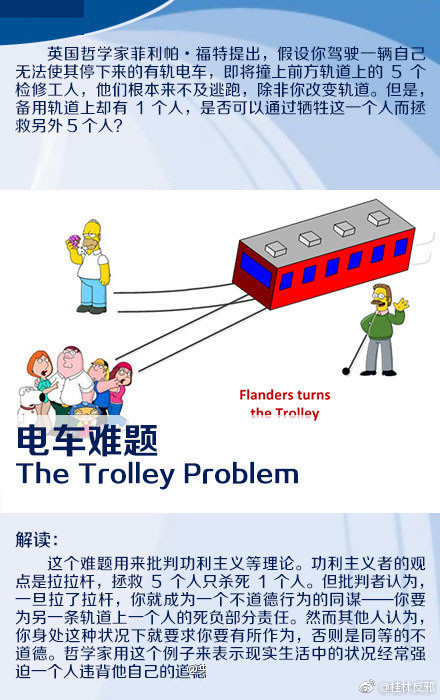 英国哲学家菲利帕·福特提出，假设你驾驶一辆自己
无法使其停下来的有轨电车，即将撞上前方轨道上的 5 个
检修工人，他们根本来不及逃跑，除非你改变轨道。但是，
备用轨道上却有 1 个人，是否可以通过牺牲这一个人而拯
救另外 5 个人？
Flanders turns
the Trolley
电车难题
The Trolley Problem
解读：
这个难题用来批判功利主义等理论。功利主义者的观
点是拉拉杆，拯救 5 个人只杀死 1 个人。但批判者认为，
一旦拉了拉杆，你就成为一个不道德行为的同谋——你要
为另一条轨道上一个人的死负部分责任。然而其他人认为，
你身处这种状况下就要求你要有所作为，否则是同等的不
道德。哲学家用这个例子来表示现实生活中的状况经常强
迫一个人违背他自己的道德
@桂林反邪